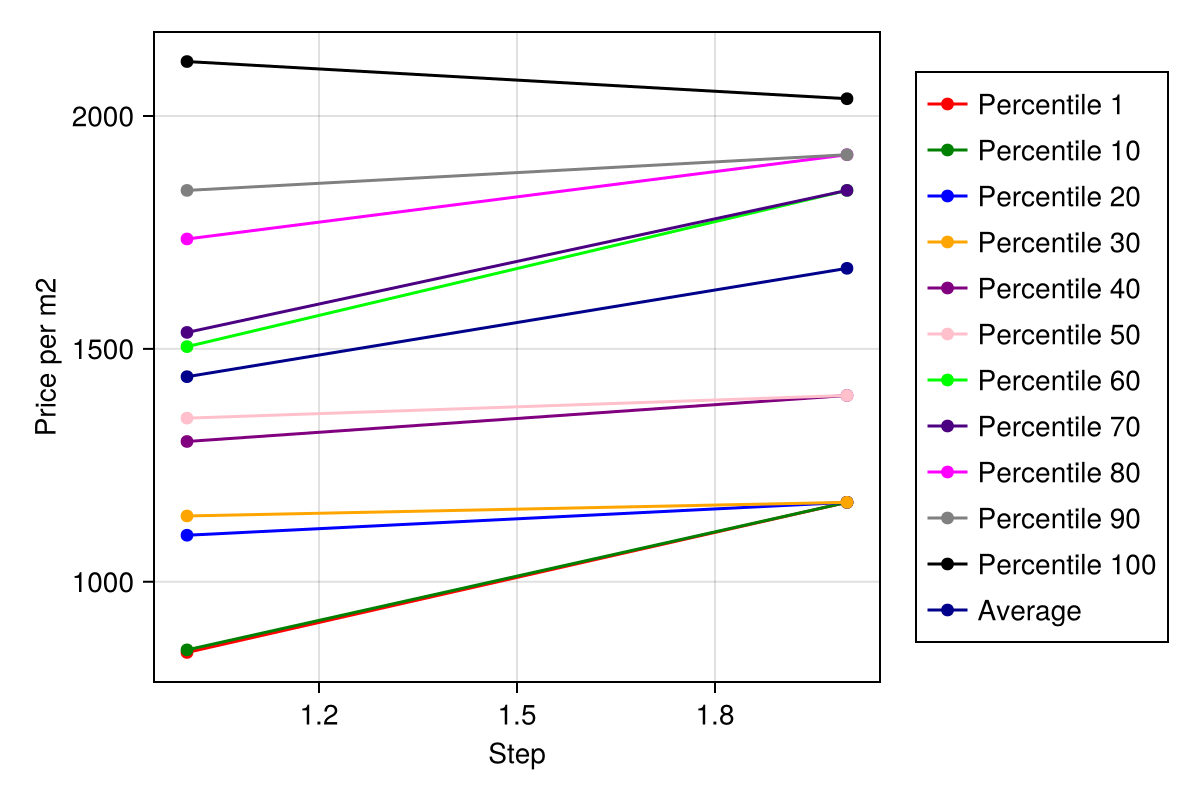 2000
1500
1000
Price per m2
1.2
1.5
1.8
Step
Percentile 1
Percentile 10
Percentile 20
Percentile 30
Percentile 40
Percentile 50
Percentile 60
Percentile 70
Percentile 80
Percentile 90
Percentile 100
Average